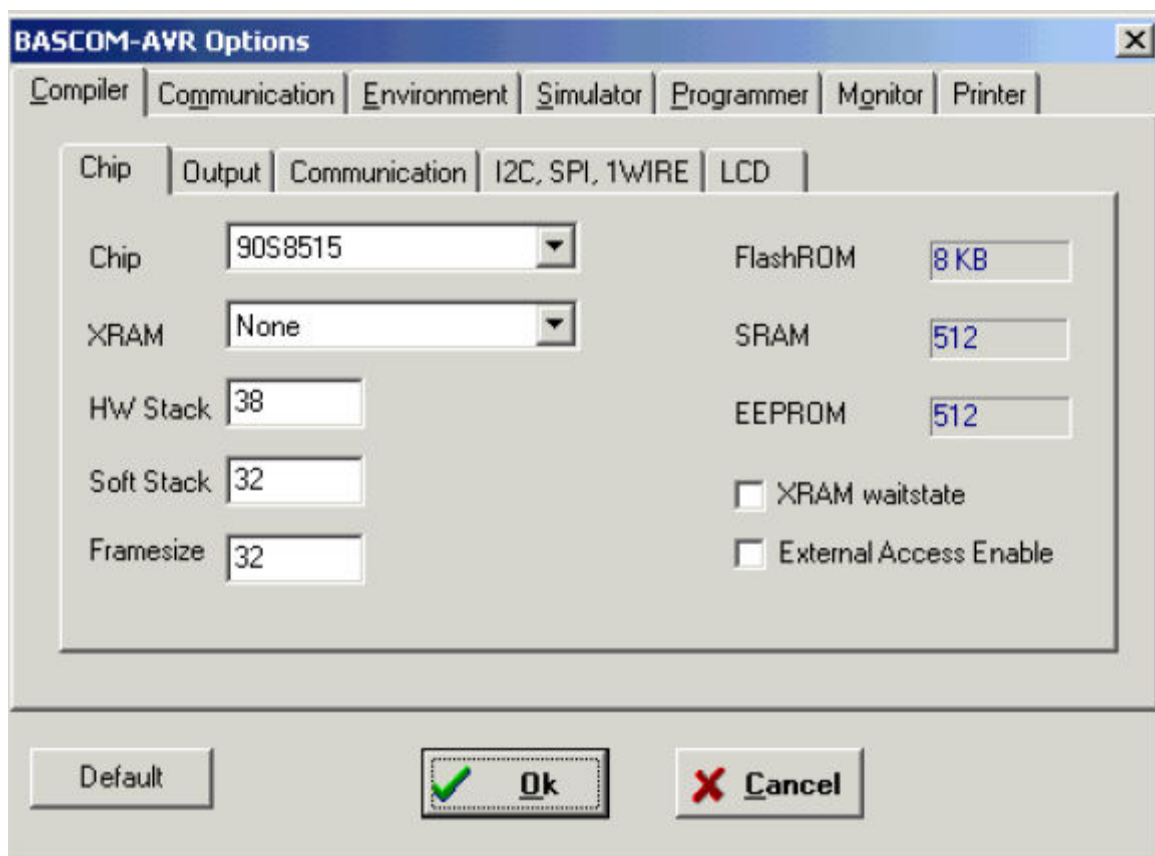 BASCOM-AVR Options
Compiler Communication Environment Simulator Programmer Monitor Printer
Chip Output Communication I2C, SPI, 1WIRE LCD
Chip 90S8515 FlashROM 8 KB
XRAM None SRAM 512
HW Stack 38 EEPROM 512
Soft Stack 32 XRAM waitstate
Framesize 32 External Access Enable
Default Ok Cancel